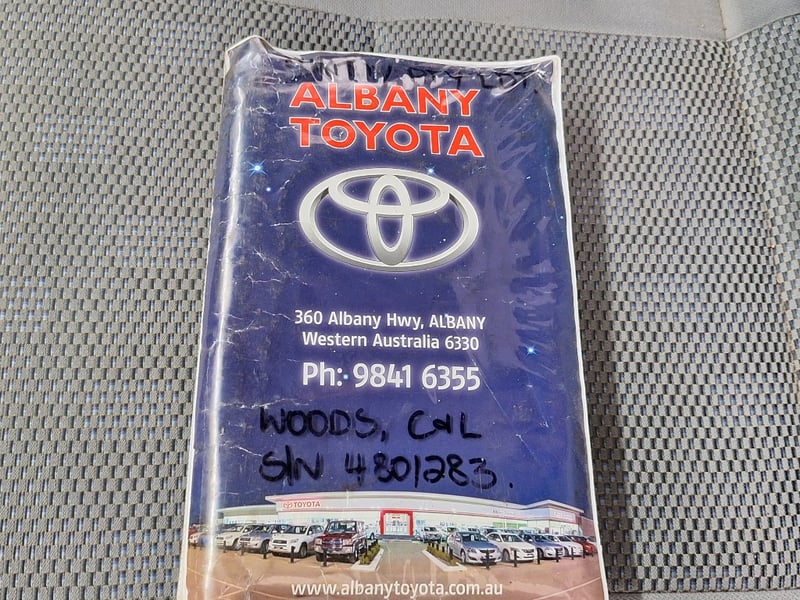 ALBANY
TOYOTA
360 Albany Hwy, ALBANY
Western Australia 6330
Ph: 9841 6355
WOODS, C&L
S/N 4801283.
TOYOTA
www.albanytoyota.com.au